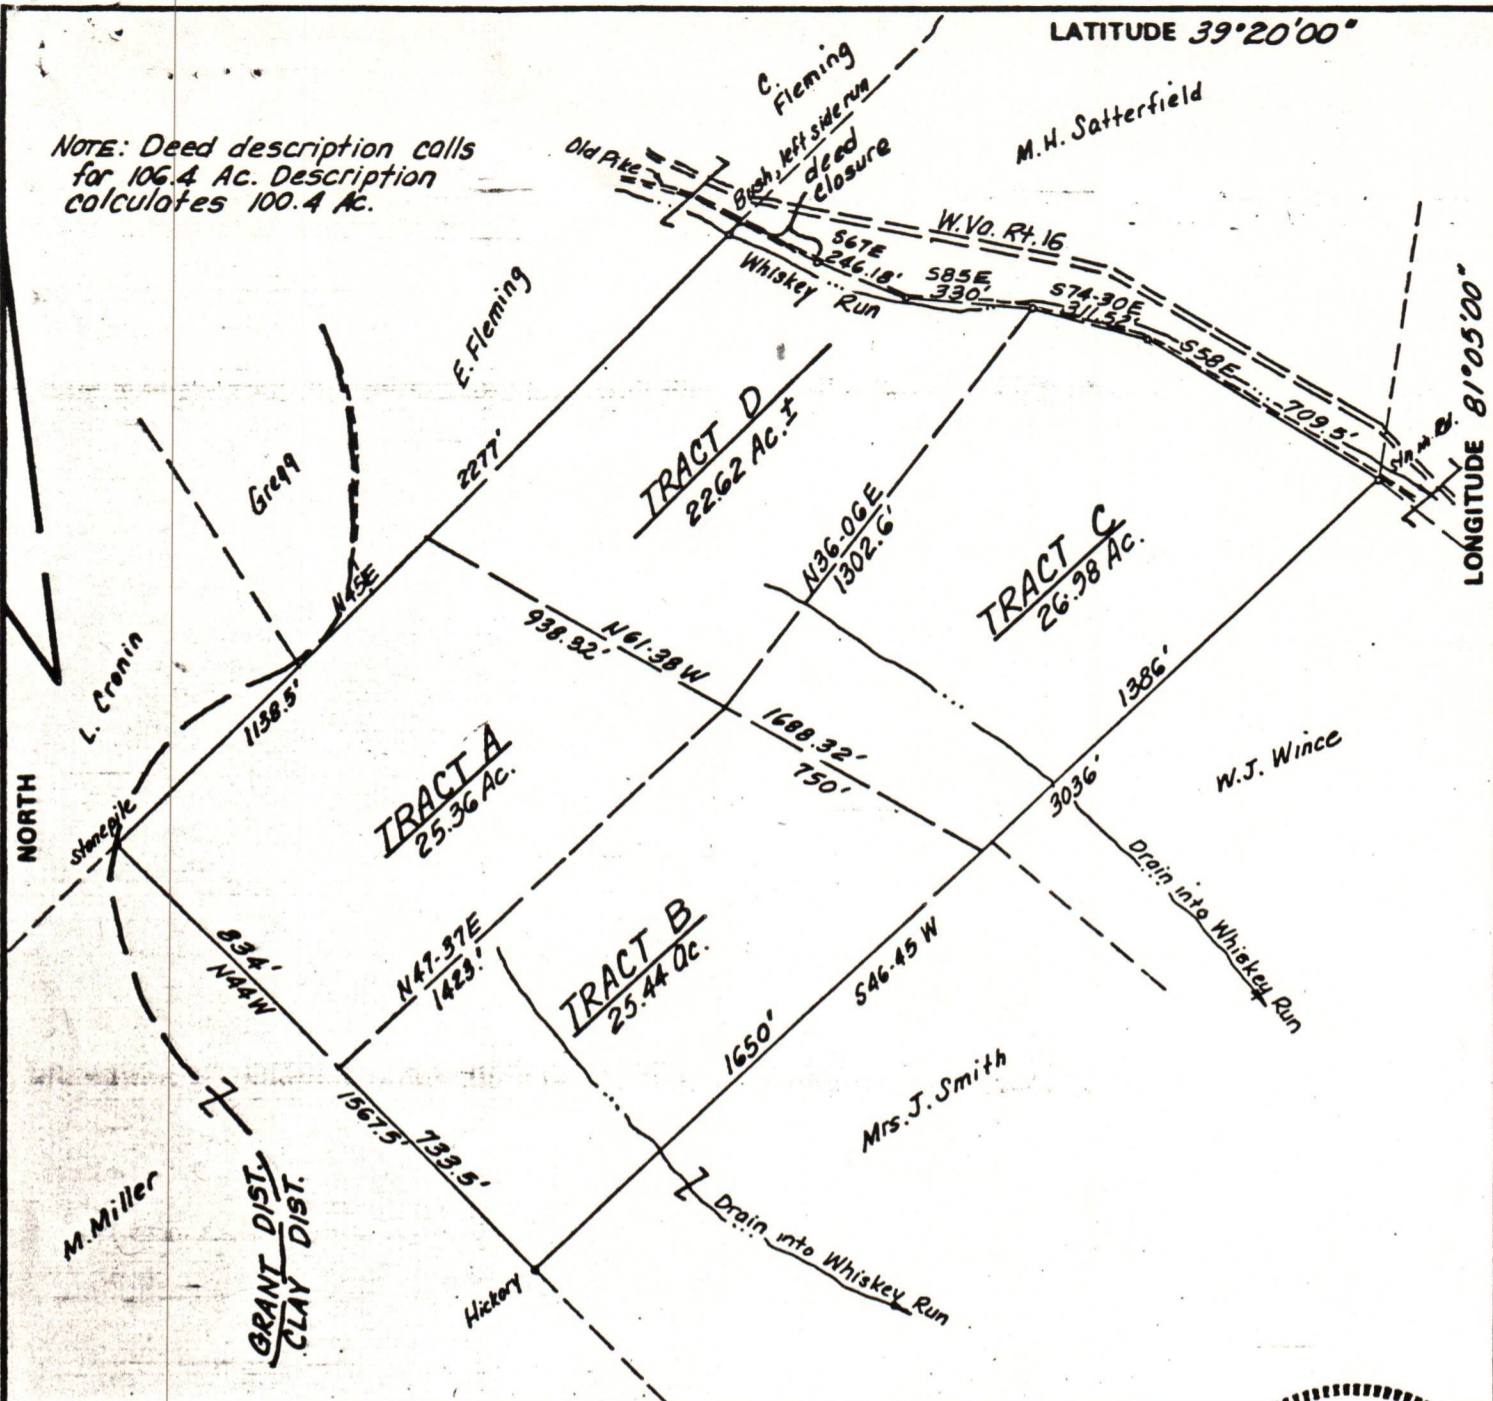 LATITUDE 39°20'00"
NOTE: Deed description calls
for 106.4 Ac. Description
calculates 100.4 Ac.
C.
Fleming
M.H. Satterfield
Old Pike
Bush, left side run
deed
closure
W.Va. Rt. 16
S67E
246.18'
S85E
330'
S74-30E
311.52'
S58E
709.5'
Whiskey Run
LONGITUDE 81°05'00"
E. Fleming
Gregg
2277'
TRACT D
22.62 Ac.±
N36-06E
1302.6'
TRACT C
26.98 Ac.
N45E
938.32'
N61-38W
L. Cronin
1138.5'
1688.32'
750'
1386'
3036'
W.J. Wince
NORTH
Stonepile
TRACT A
25.36 Ac.
Drain into Whiskey Run
834'
N44W
N47-37E
1423.'
TRACT B
25.44 Ac.
S46-45 W
1650'
Mrs. J. Smith
1567.5'
733.5'
M. Miller
GRANT DIST.
CLAY DIST.
Drain into Whiskey Run
Hickory